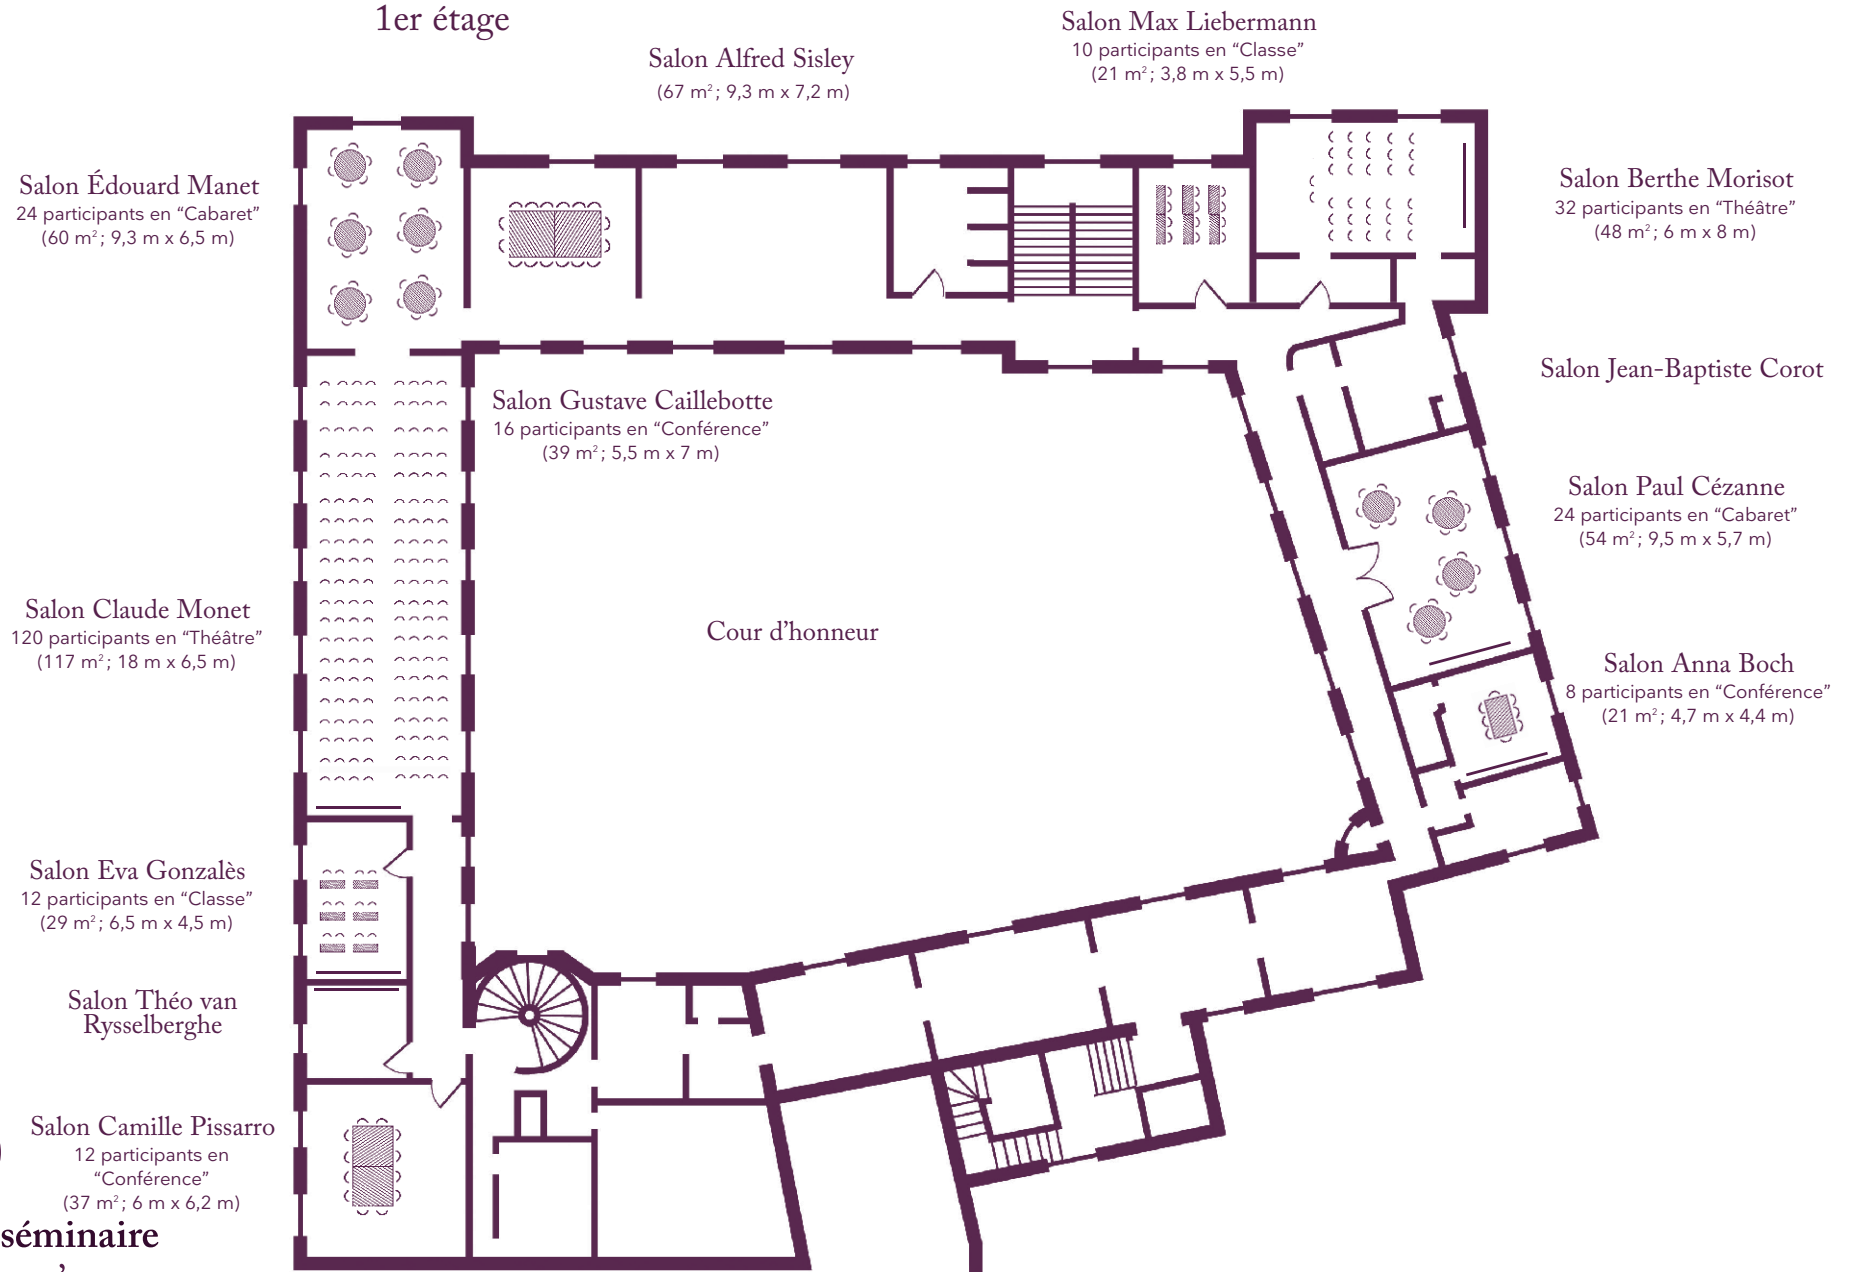 1er étage
Salon Alfred Sisley
(67 m²; 9,3 m x 7,2 m)
Salon Max Liebermann
10 participants en “Classe”
(21 m²; 3,8 m x 5,5 m)
Salon Édouard Manet
24 participants en “Cabaret”
(60 m²; 9,3 m x 6,5 m)
Salon Berthe Morisot
32 participants en “Théâtre”
(48 m²; 6 m x 8 m)
Salon Jean-Baptiste Corot
Salon Gustave Caillebotte
16 participants en “Conférence”
(39 m²; 5,5 m x 7 m)
Salon Paul Cézanne
24 participants en “Cabaret”
(54 m²; 9,5 m x 5,7 m)
Salon Claude Monet
120 participants en “Théâtre”
(117 m²; 18 m x 6,5 m)
Cour d’honneur
Salon Anna Boch
8 participants en “Conférence”
(21 m²; 4,7 m x 4,4 m)
Salon Eva Gonzalès
12 participants en “Classe”
(29 m²; 6,5 m x 4,5 m)
Salon Théo van
Rysselberghe
Salon Camille Pissarro
12 participants en
“Conférence”
(37 m²; 6 m x 6,2 m)
séminaire